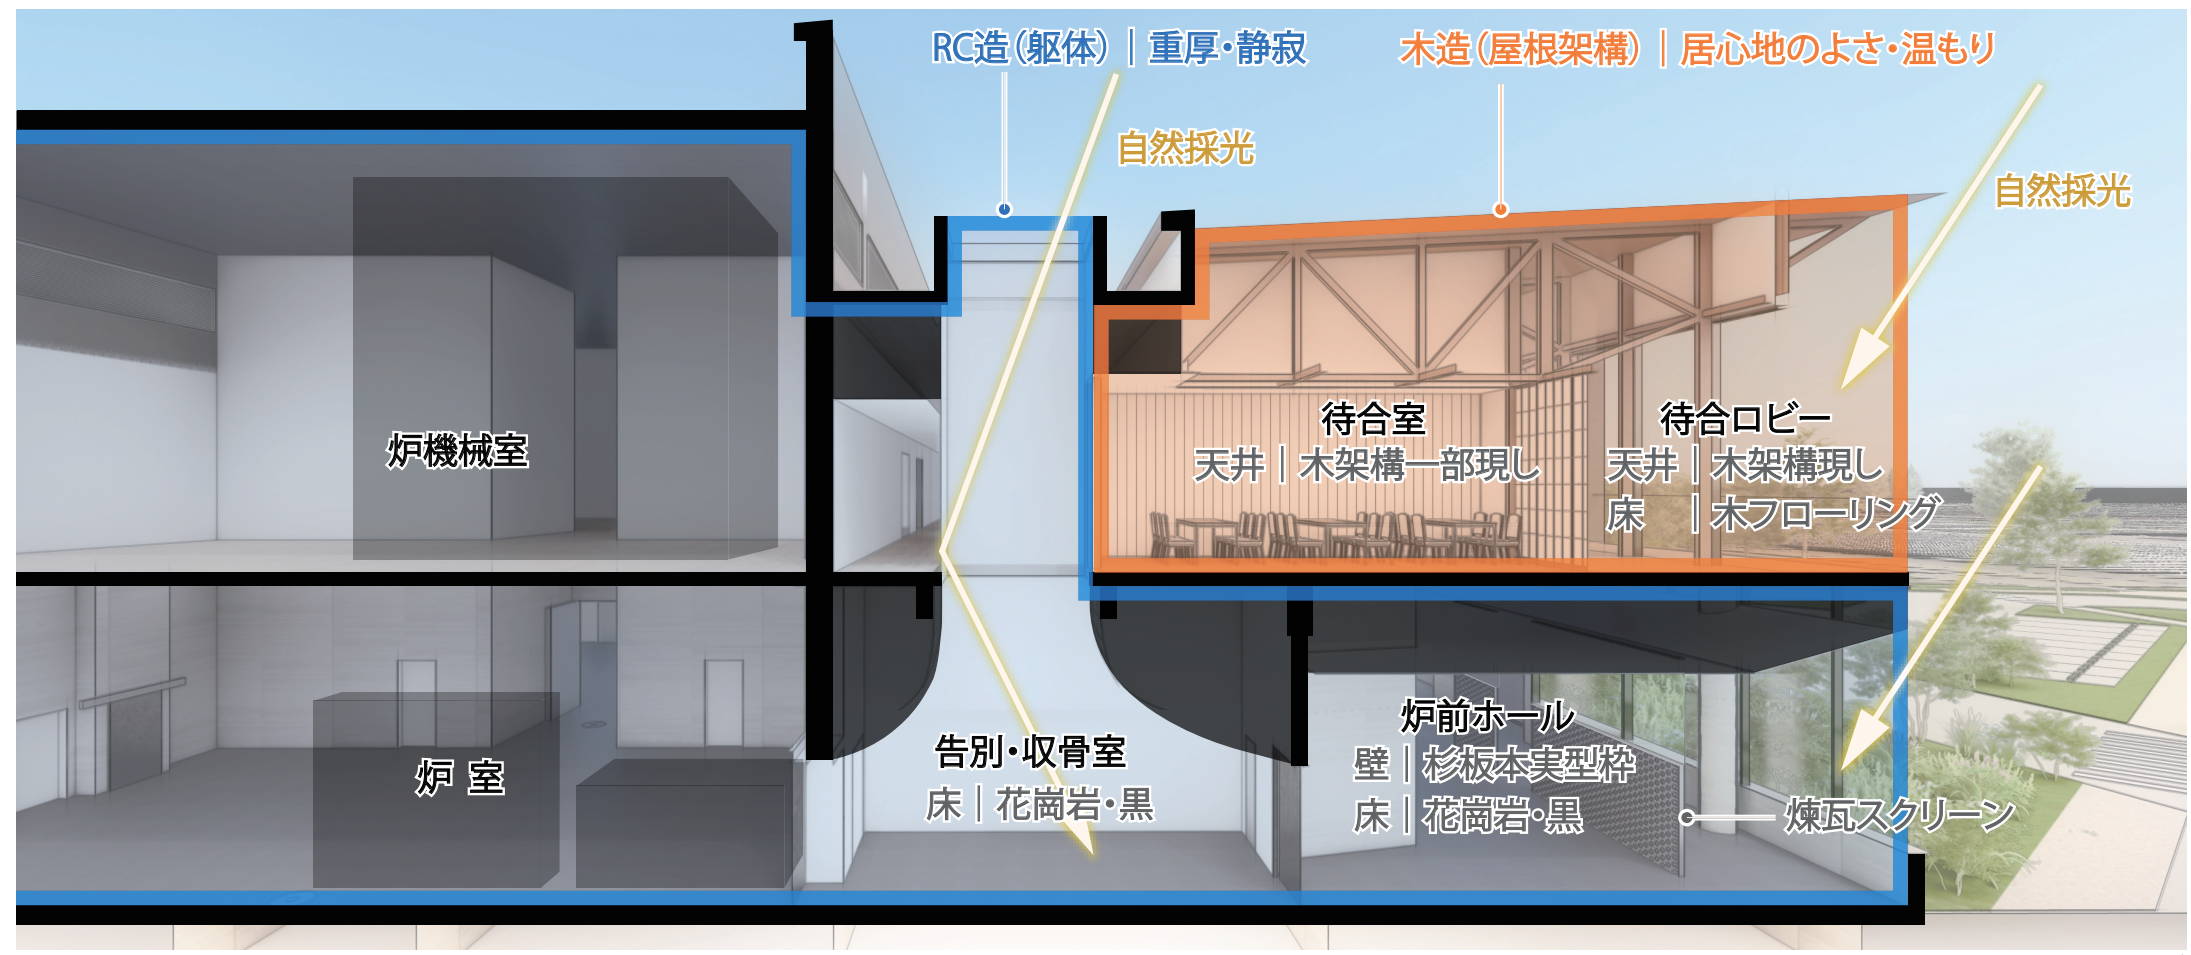 RC造（躯体）｜重厚・静寂
木造（屋根架構）｜居心地のよさ・温もり
自然採光
自然採光
炉機械室
待合室
天井｜木架構一部現し
待合ロビー
天井｜木架構現し
床　｜木フローリング
炉 室
告別・収骨室
床｜花崗岩・黒
炉前ホール
壁｜杉板本実型枠
床｜花崗岩・黒
煉瓦スクリーン